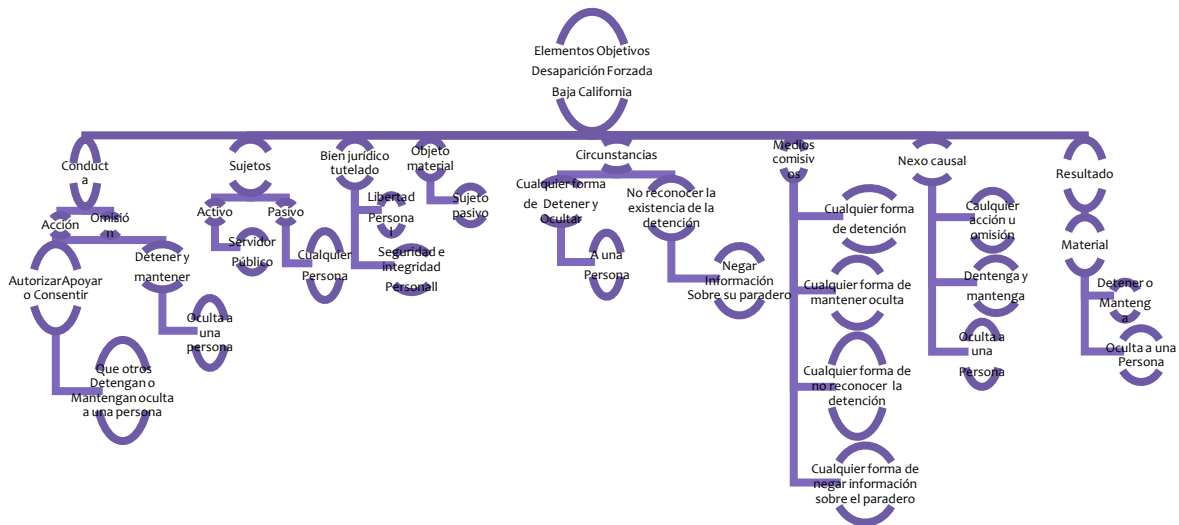 Elementos Objetivos
Desaparición Forzada
Baja California
Conduct
a
Acción
Omisió
n
AutorizarApoyar
o Consentir
Que otros
Detengan o
Mantengan oculta
a una persona
Detener y
mantener
Oculta a
una
persona
Sujetos
Activo
Servidor
Público
Pasivo
Cualquier
Persona
Bien jurídico
tutelado
Libertad
Persona
l
Seguridad e
integridad
Personall
Objeto
material
Sujeto
pasivo
Circunstancias
Cualquier forma
de Detener y
Ocultar
A una
Persona
No reconocer la
existencia de la
detención
Negar
Información
Sobre su paradero
Medios
comisiv
os
Cualquier forma
de detención
Cualquier forma de
mantener oculta
Cualquier forma de
no reconocer la
detención
Cualquier forma de
negar información
sobre el paradero
Nexo causal
Caulquier
acción u
omisión
Dentenga y
mantenga
Oculta a
una
Persona
Resultado
Material
Detener o
Manteng
a
Oculta a una
Persona